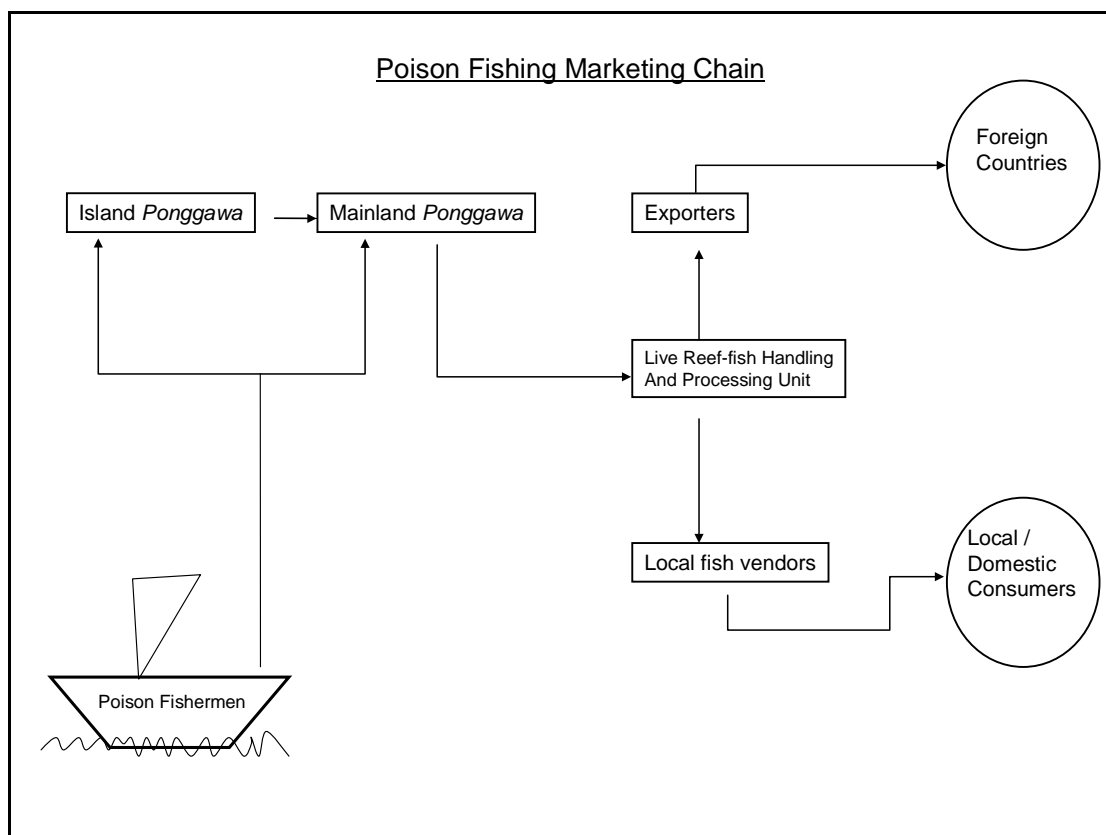 Poison Fishing Marketing Chain
Foreign
Countries
Island Ponggawa
Mainland Ponggawa
Exporters
Live Reef-fish Handling
And Processing Unit
Local fish vendors
Local /
Domestic
Consumers
Poison Fishermen